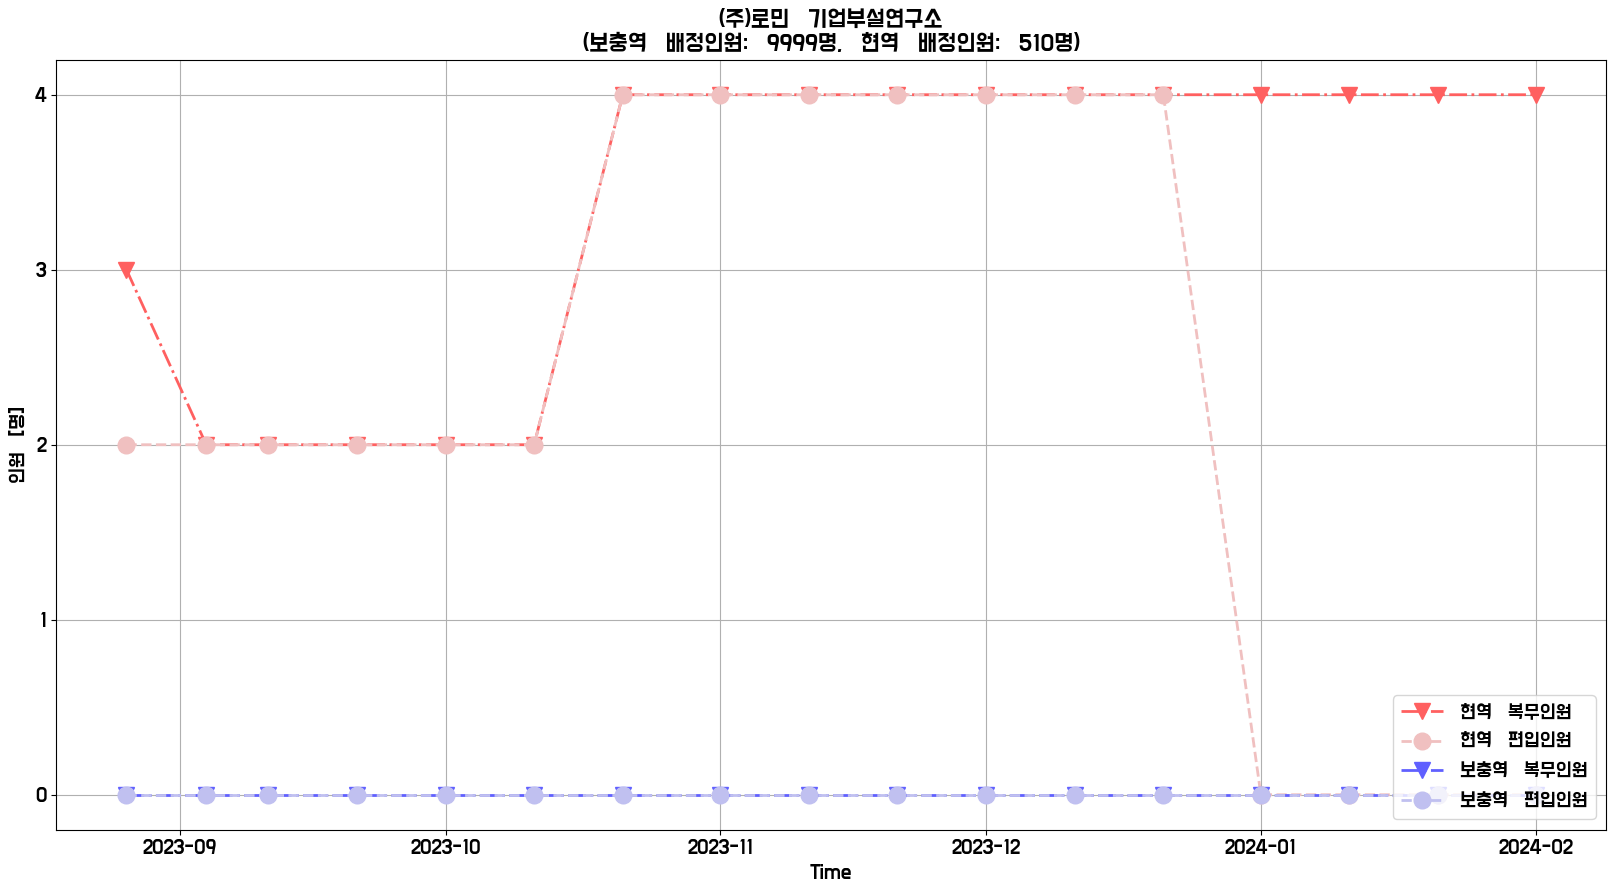 (주)로민 기업부설연구소
(보충역 배정인원: 9999명, 현역 배정인원: 510명)
4
3
2
1
0
인원 [명]
현역 복무인원
현역 편입인원
보충역 복무인원
보충역 편입인원
2023-09 2023-10 2023-11 2023-12 2024-01 2024-02
Time